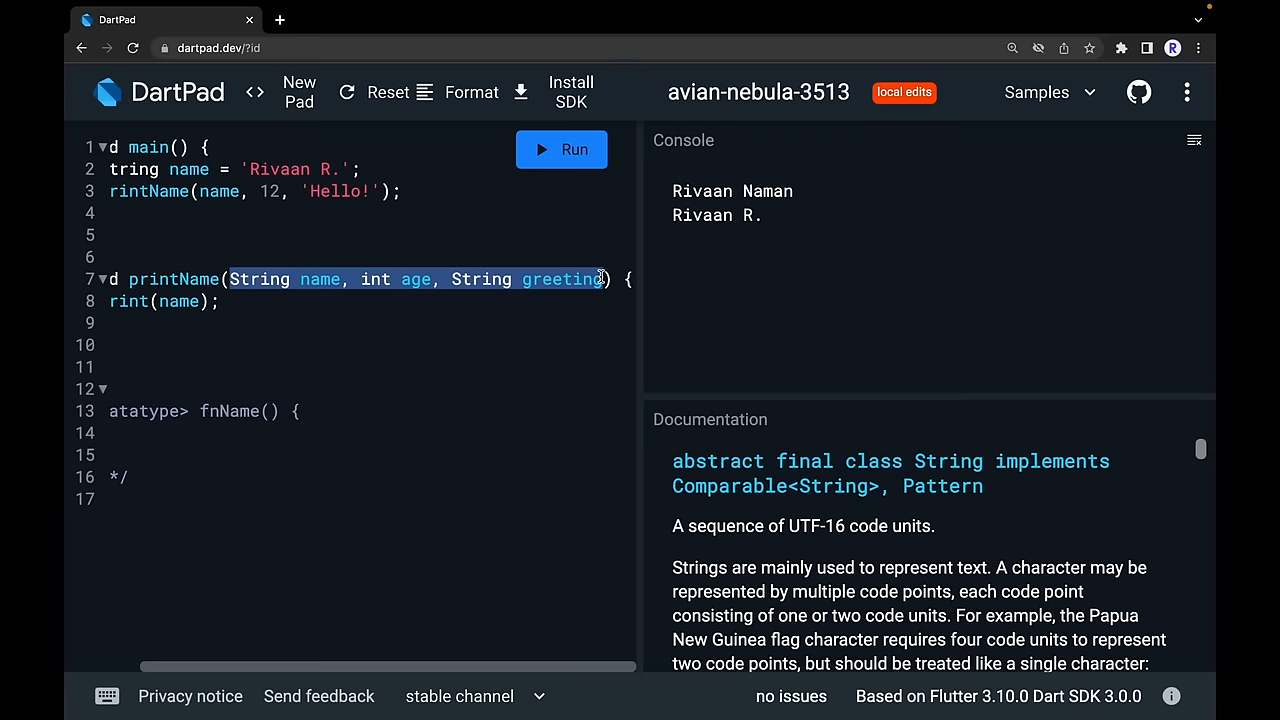 DartPad
dartpad.dev/?id
R
DartPad
New Pad
Reset
Format
Install SDK
avian-nebula-3513
local edits
Samples
1 d main() {
2 tring name = 'Rivaan R.';
3 rintName(name, 12, 'Hello!');
4
5
6
7 d printName(String name, int age, String greeting) {
8 rint(name);
9
10
11
12
13 atatype> fnName() {
14
15
16 */
17
Run
Console
Rivaan Naman
Rivaan R.
Documentation
abstract final class String implements
Comparable<String>, Pattern
A sequence of UTF-16 code units.
Strings are mainly used to represent text. A character may be
represented by multiple code points, each code point
consisting of one or two code units. For example, the Papua
New Guinea flag character requires four code units to represent
two code points, but should be treated like a single character:
Privacy notice
Send feedback
stable channel
no issues
Based on Flutter 3.10.0 Dart SDK 3.0.0